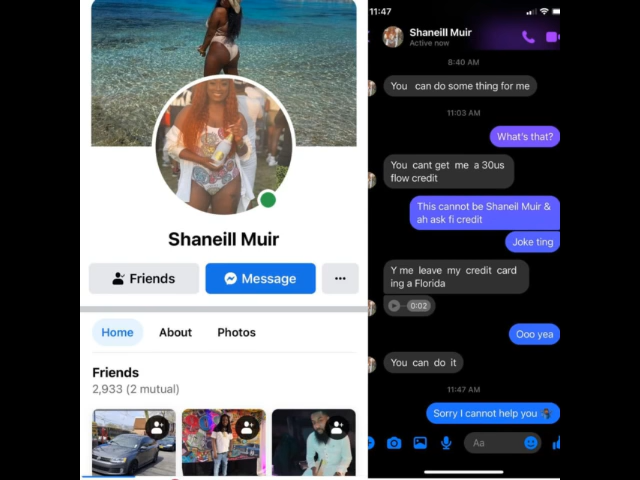 Shaneill Muir
Friends
Message
Home
About
Photos
Friends
2,933 (2 mutual)
11:47
Shaneill Muir
Active now
8:40 AM
You can do some thing for me
11:03 AM
What's that?
You cant get me a 30us
flow credit
This cannot be Shaneil Muir &
ah ask fi credit
Joke ting
Y me leave my credit card
ing a Florida
0:02
Ooo yea
You can do it
11:47 AM
Sorry I cannot help you
Aa